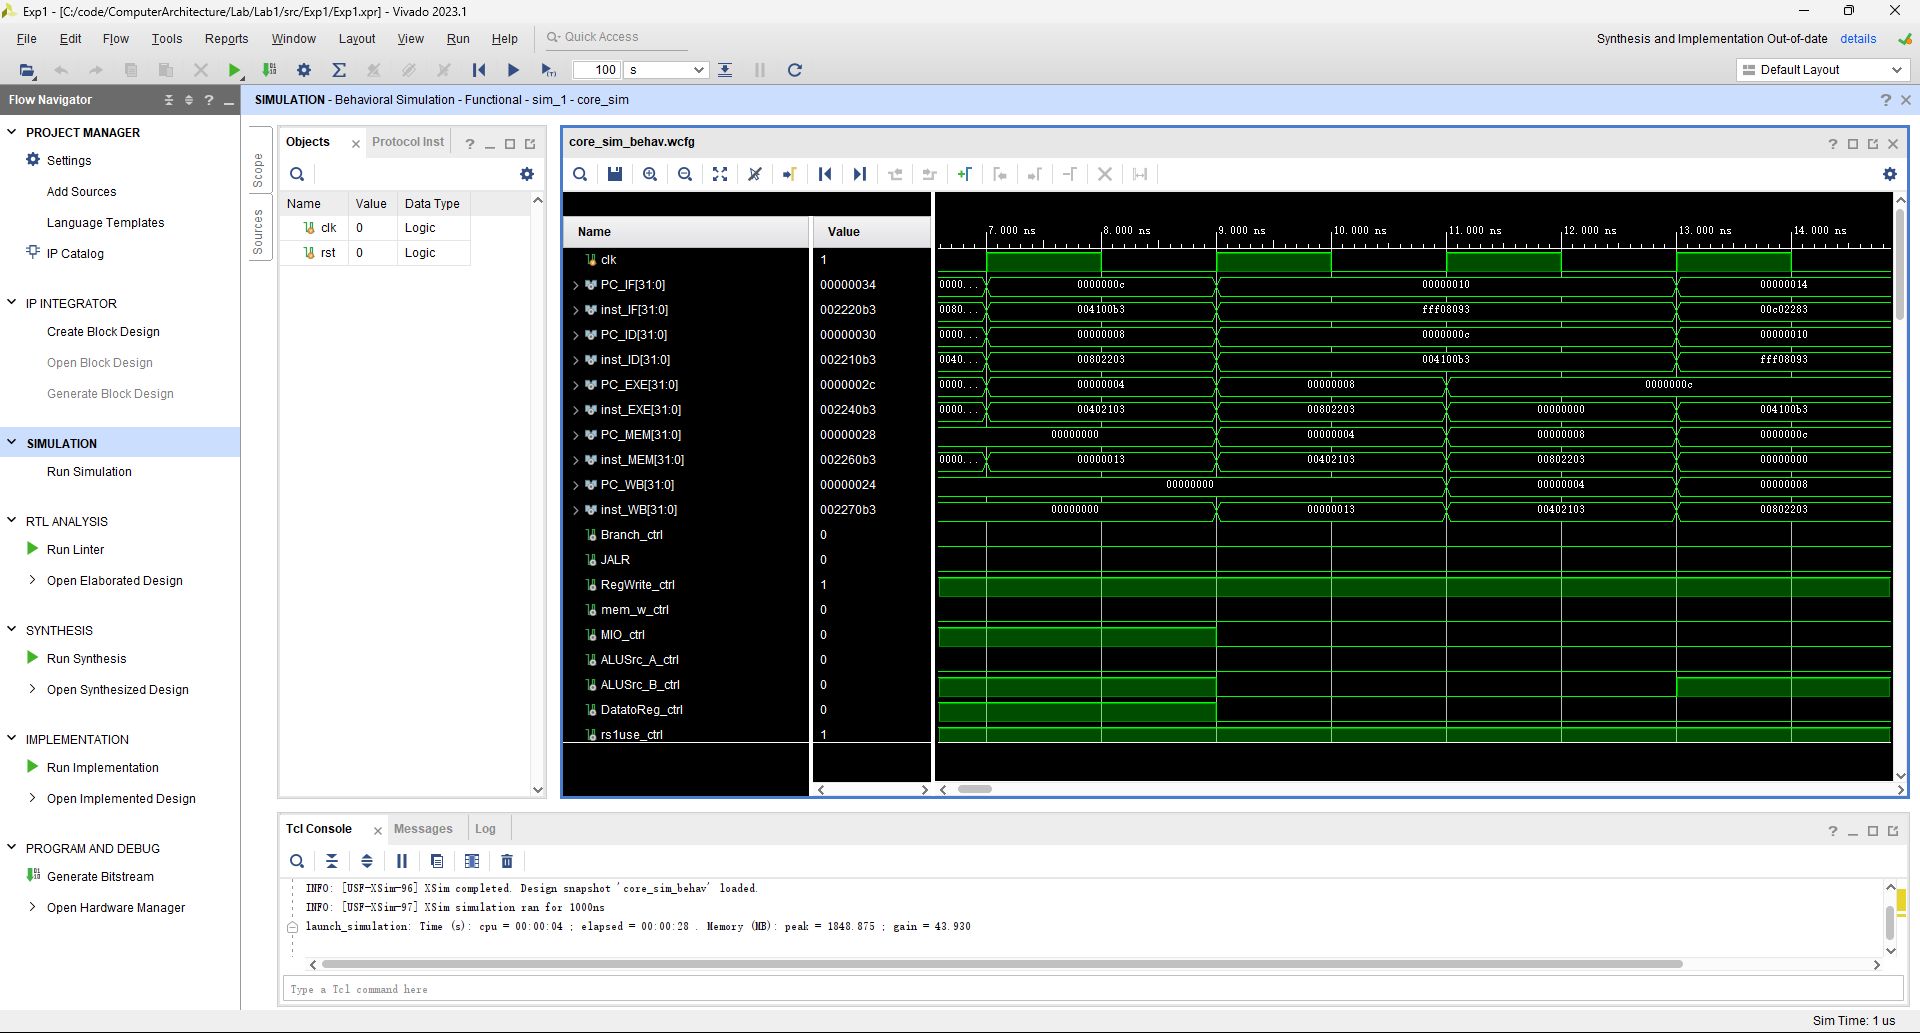 Exp1 - [C:/code/ComputerArchitecture/Lab/Lab1/src/Exp1/Exp1.xpr] - Vivado 2023.1
File Edit Flow Tools Reports Window Layout View Run Help Quick Access
Synthesis and Implementation Out-of-date details
100 s
Default Layout
Flow Navigator
PROJECT MANAGER
Settings
Add Sources
Language Templates
IP Catalog
IP INTEGRATOR
Create Block Design
Open Block Design
Generate Block Design
SIMULATION
Run Simulation
RTL ANALYSIS
Run Linter
Open Elaborated Design
SYNTHESIS
Run Synthesis
Open Synthesized Design
IMPLEMENTATION
Run Implementation
Open Implemented Design
PROGRAM AND DEBUG
Generate Bitstream
Open Hardware Manager
SIMULATION - Behavioral Simulation - Functional - sim_1 - core_sim
Scope
Sources
Objects Protocol Inst
Name Value Data Type
clk 0 Logic
rst 0 Logic
core_sim_behav.wcfg
Name Value
7.000 ns 8.000 ns 9.000 ns 10.000 ns 11.000 ns 12.000 ns 13.000 ns 14.000 ns
clk 1
PC_IF[31:0] 00000034 0000... 0000000c 00000010 00000014
inst_IF[31:0] 002220b3 0080... 004100b3 fff08093 00c02283
PC_ID[31:0] 00000030 0000... 00000008 0000000c 00000010
inst_ID[31:0] 002210b3 0040... 00802203 004100b3 fff08093
PC_EXE[31:0] 0000002c 0000... 00000004 00000008 0000000c
inst_EXE[31:0] 002240b3 0000... 00402103 00802203 00000000 004100b3
PC_MEM[31:0] 00000028 00000000 00000004 00000008 0000000c
inst_MEM[31:0] 002260b3 0000... 00000013 00402103 00802203 00000000
PC_WB[31:0] 00000024 00000000 00000004 00000008
inst_WB[31:0] 002270b3 00000000 00000013 00402103 00802203
Branch_ctrl 0
JALR 0
RegWrite_ctrl 1
mem_w_ctrl 0
MIO_ctrl 0
ALUSrc_A_ctrl 0
ALUSrc_B_ctrl 0
DatatoReg_ctrl 0
rs1use_ctrl 1
Tcl Console Messages Log
INFO: [USF-XSim-96] XSim completed. Design snapshot 'core_sim_behav' loaded.
INFO: [USF-XSim-97] XSim simulation ran for 1000ns
launch_simulation: Time (s): cpu = 00:00:04 ; elapsed = 00:00:28 . Memory (MB): peak = 1848.875 ; gain = 43.930
Type a Tcl command here
Sim Time: 1 us